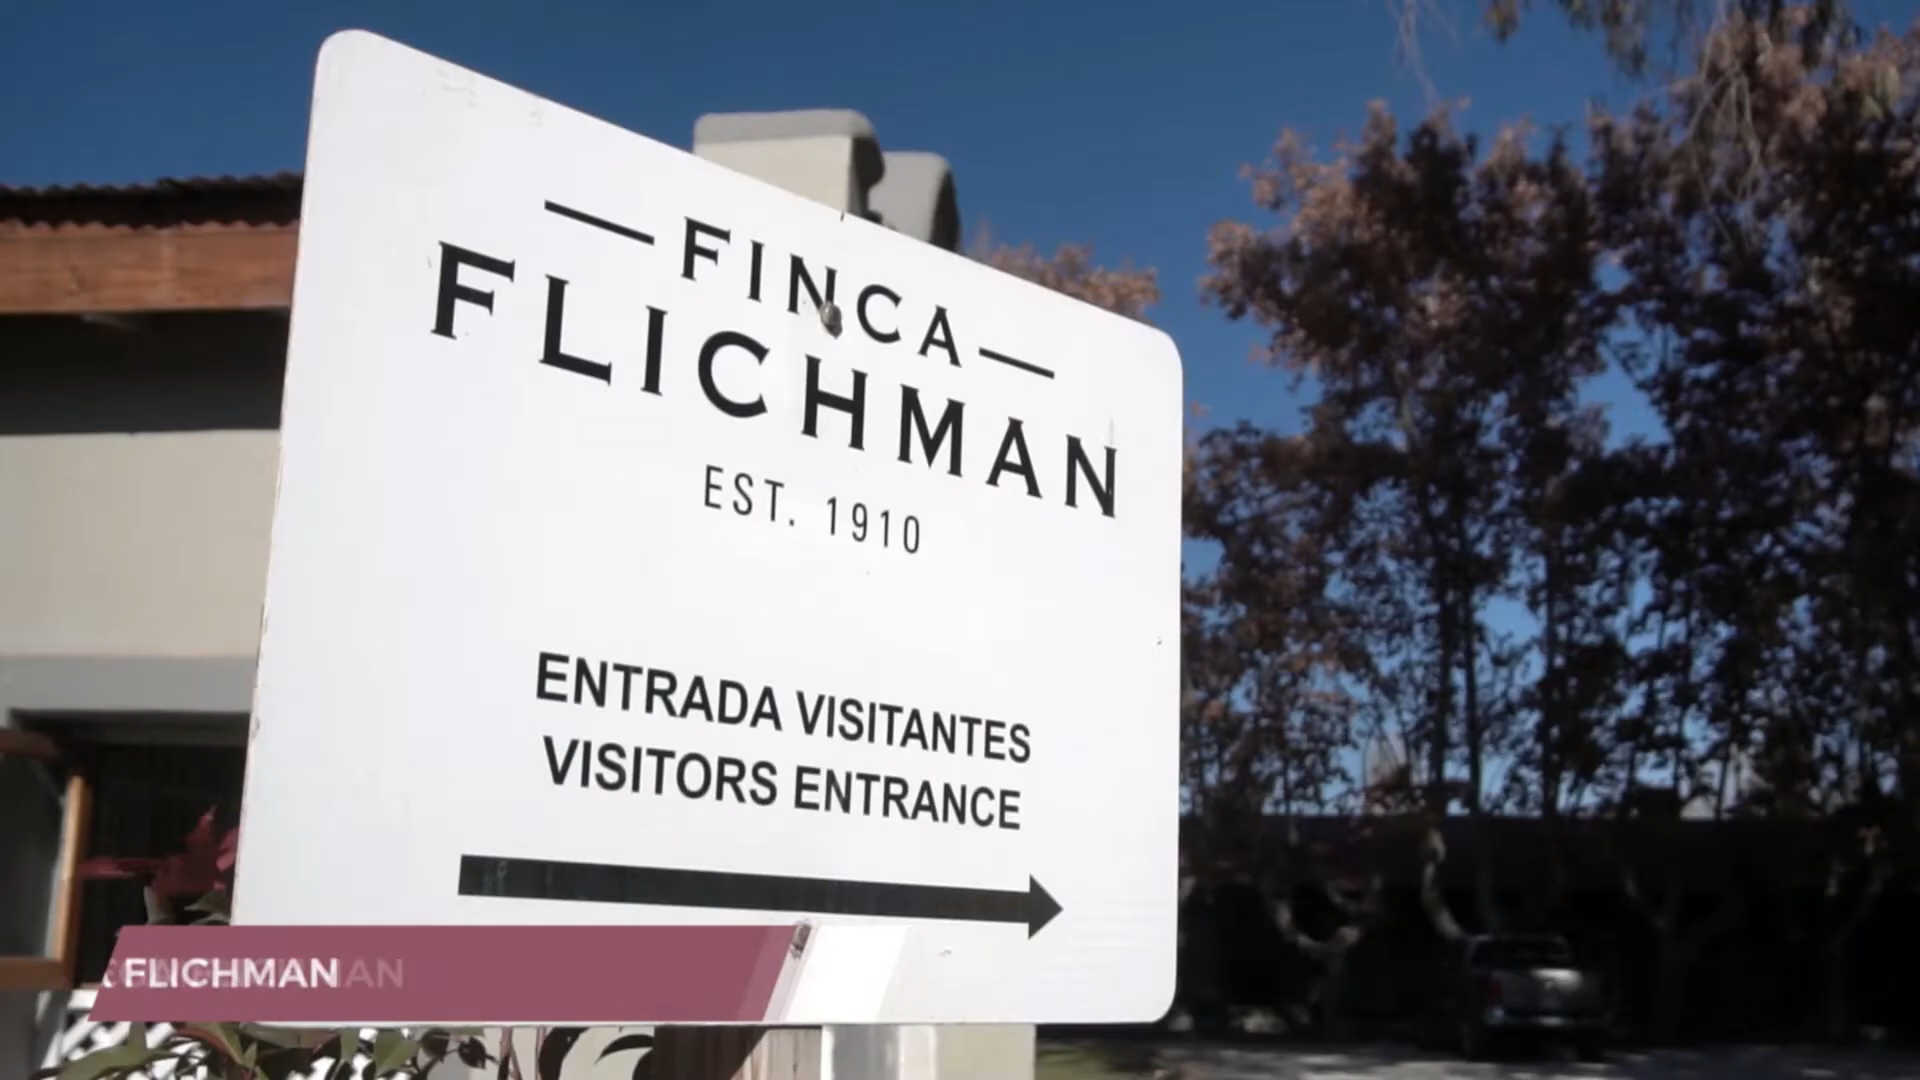 FINCA
FLICHMAN
EST. 1910
ENTRADA VISITANTES
VISITORS ENTRANCE
FLICHMAN